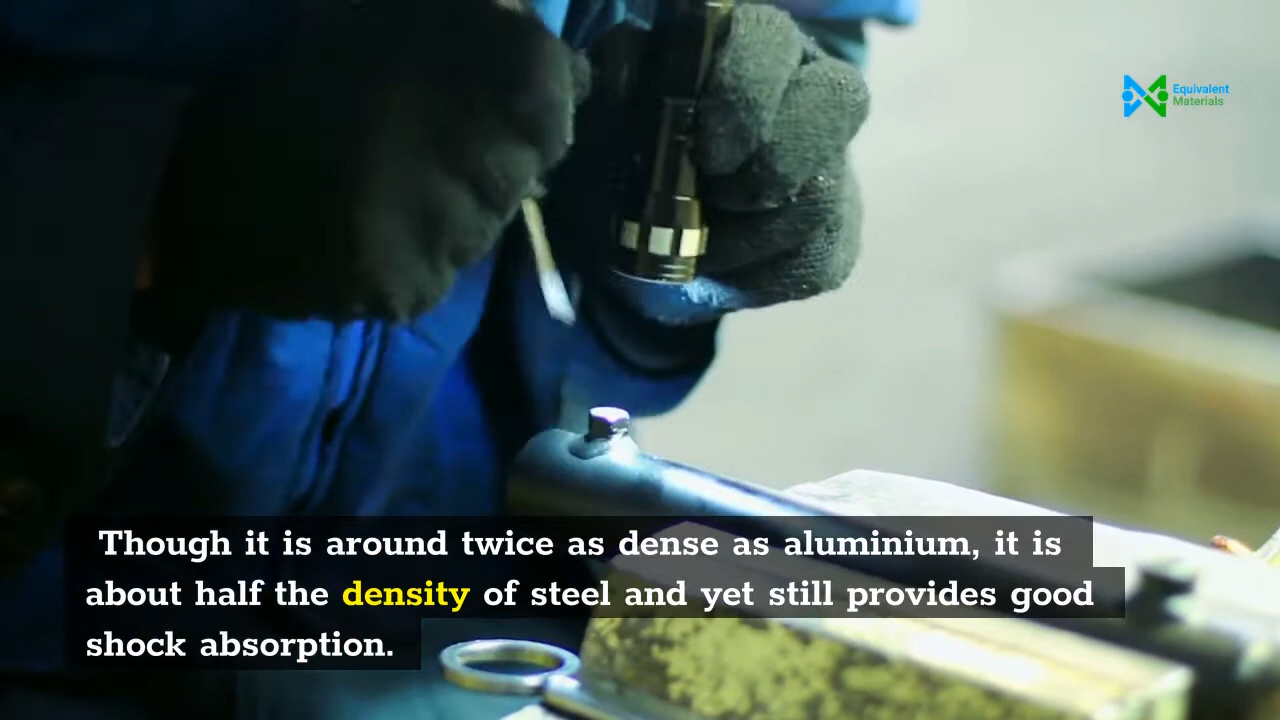 Equivalent
Materials
Though it is around twice as dense as aluminium, it is
about half the density of steel and yet still provides good
shock absorption.